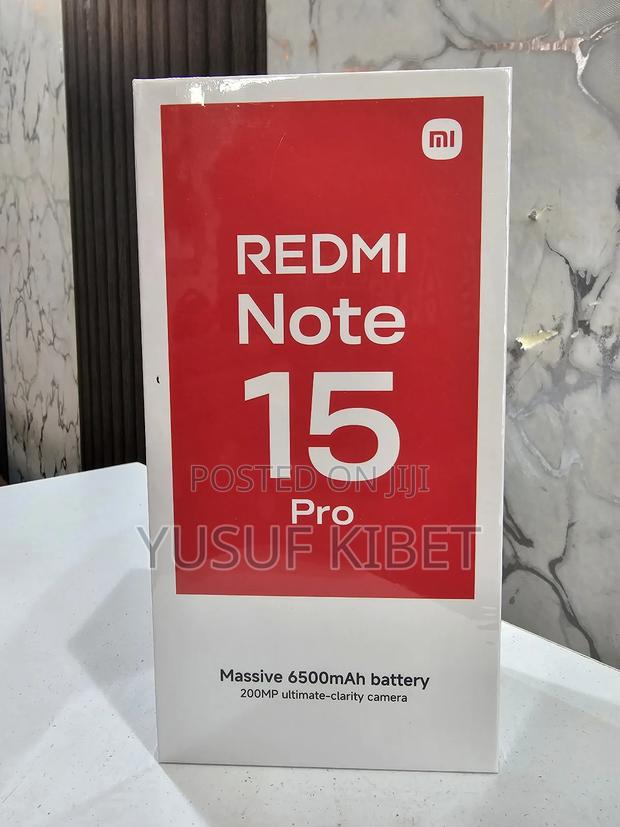 mi
REDMI
Note
15
Pro
POSTED ON JIJI
YUSUF KIBET
Massive 6500mAh battery
200MP ultimate-clarity camera